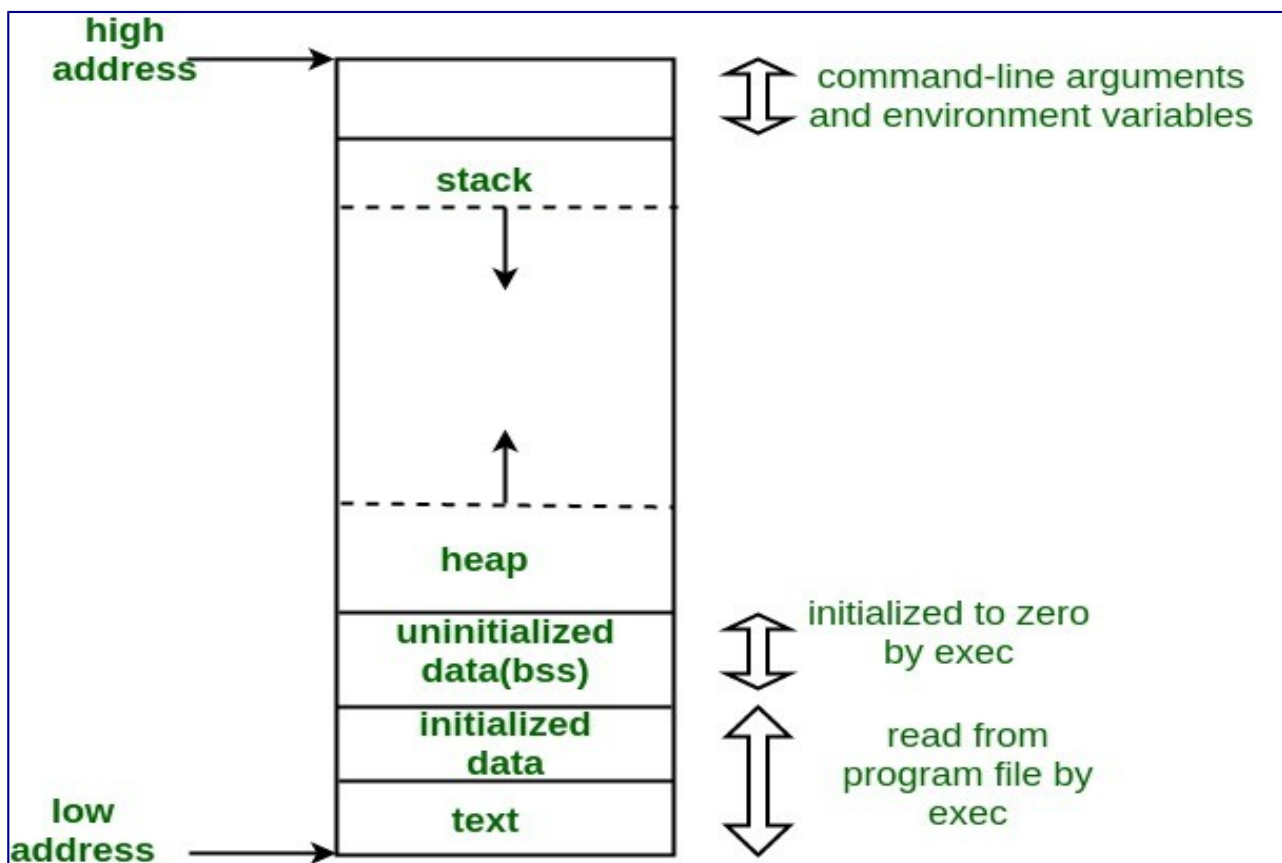 high
address
command-line arguments
and environment variables
stack
heap
uninitialized
data(bss)
initialized to zero
by exec
initialized
data
read from
program file by
exec
text
low
address